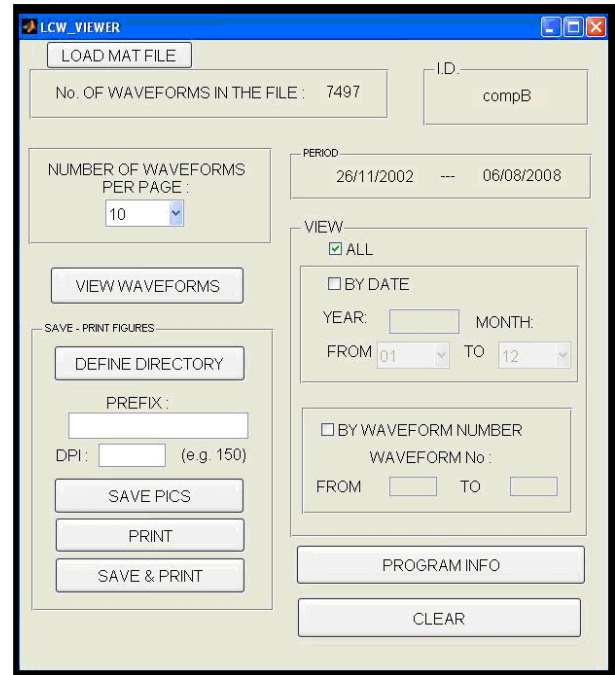 LCW_VIEWER
LOAD MAT FILE
No. OF WAVEFORMS IN THE FILE : 7497
I.D.
compB
NUMBER OF WAVEFORMS
PER PAGE :
10
PERIOD
26/11/2002 --- 06/08/2008
VIEW WAVEFORMS
SAVE - PRINT FIGURES
DEFINE DIRECTORY
PREFIX :
DPI : (e.g. 150)
SAVE PICS
PRINT
SAVE & PRINT
VIEW
ALL
BY DATE
YEAR: MONTH:
FROM 01 TO 12
BY WAVEFORM NUMBER
WAVEFORM No :
FROM TO
PROGRAM INFO
CLEAR